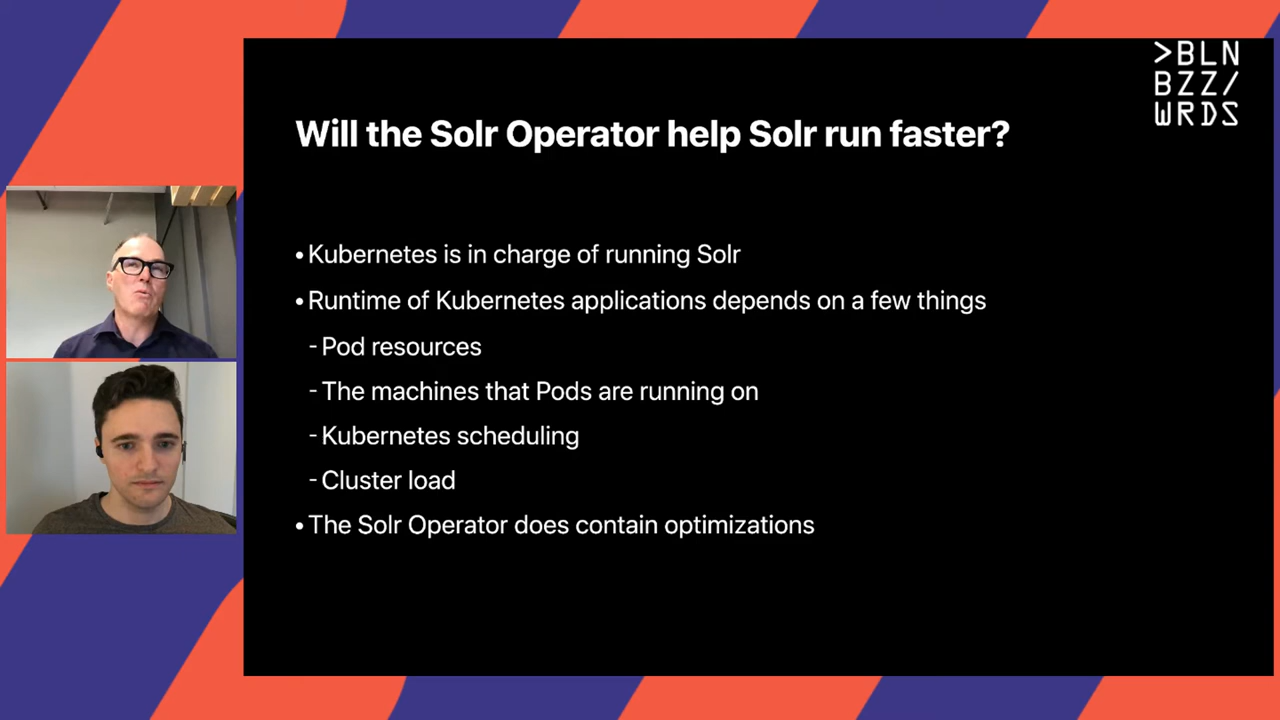 >BLN
BZZ/
WRDS
Will the Solr Operator help Solr run faster?
• Kubernetes is in charge of running Solr
• Runtime of Kubernetes applications depends on a few things
- Pod resources
- The machines that Pods are running on
- Kubernetes scheduling
- Cluster load
• The Solr Operator does contain optimizations